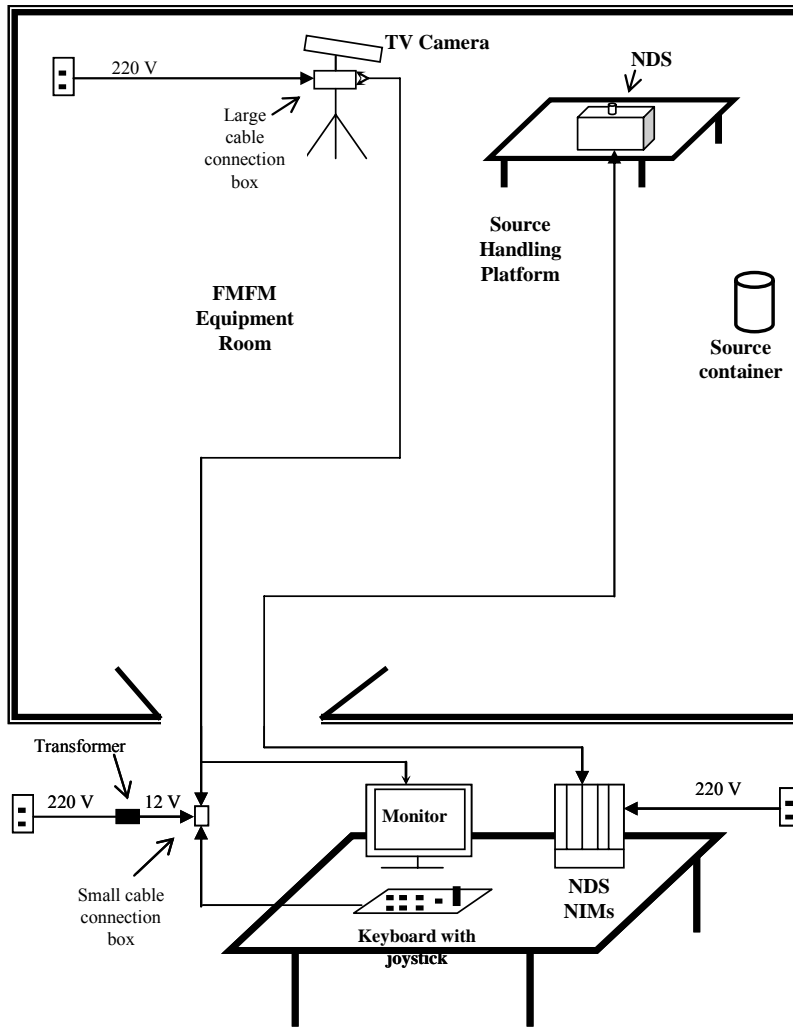 TV Camera
220 V
Large
cable
connection
box
NDS
Source
Handling
Platform
FMFM
Equipment
Room
Source
container
Transformer
220 V
12 V
Small cable
connection
box
Monitor
Keyboard with
joystick
NDS
NIMs
220 V